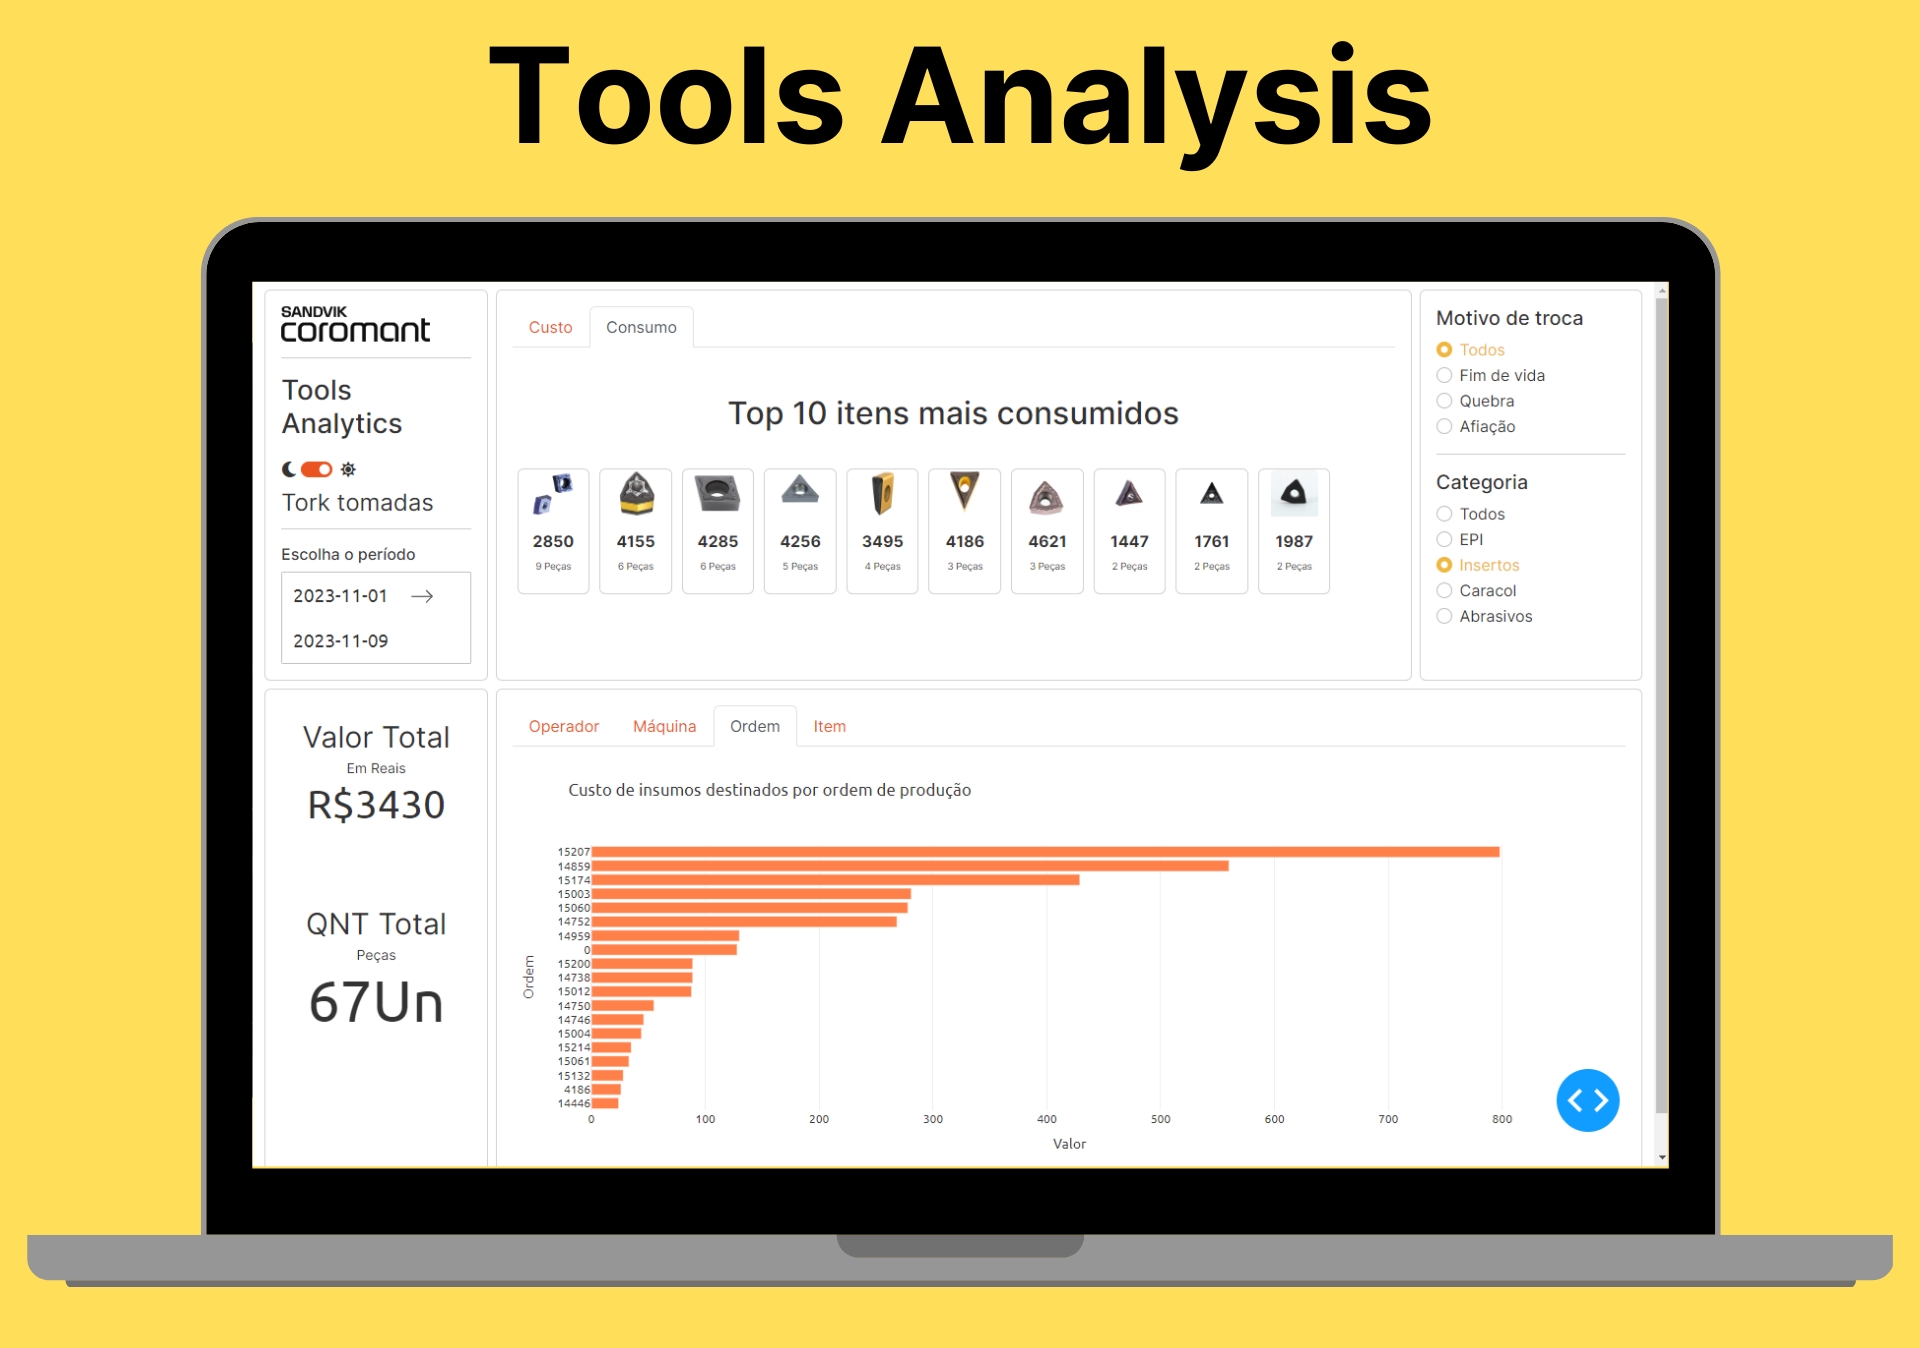 Tools Analysis
SANDVIK
coromant
Tools
Analytics
Tork tomadas
Escolha o período
2023-11-01
2023-11-09
Custo
Consumo
Top 10 itens mais consumidos
2850
9 Peças
4155
6 Peças
4285
6 Peças
4256
5 Peças
3495
4 Peças
4186
3 Peças
4621
3 Peças
1447
2 Peças
1761
2 Peças
1987
2 Peças
Motivo de troca
Todos
Fim de vida
Quebra
Afiação
Categoria
Todos
EPI
Insertos
Caracol
Abrasivos
Valor Total
Em Reais
R$3430
QNT Total
Peças
67Un
Operador
Máquina
Ordem
Item
Custo de insumos destinados por ordem de produção
Ordem
15207
14859
15174
15003
15060
14752
14959
0
15200
14738
15012
14750
14746
15004
15214
15061
15132
4186
14446
0 100 200 300 400 500 600 700 800
Valor